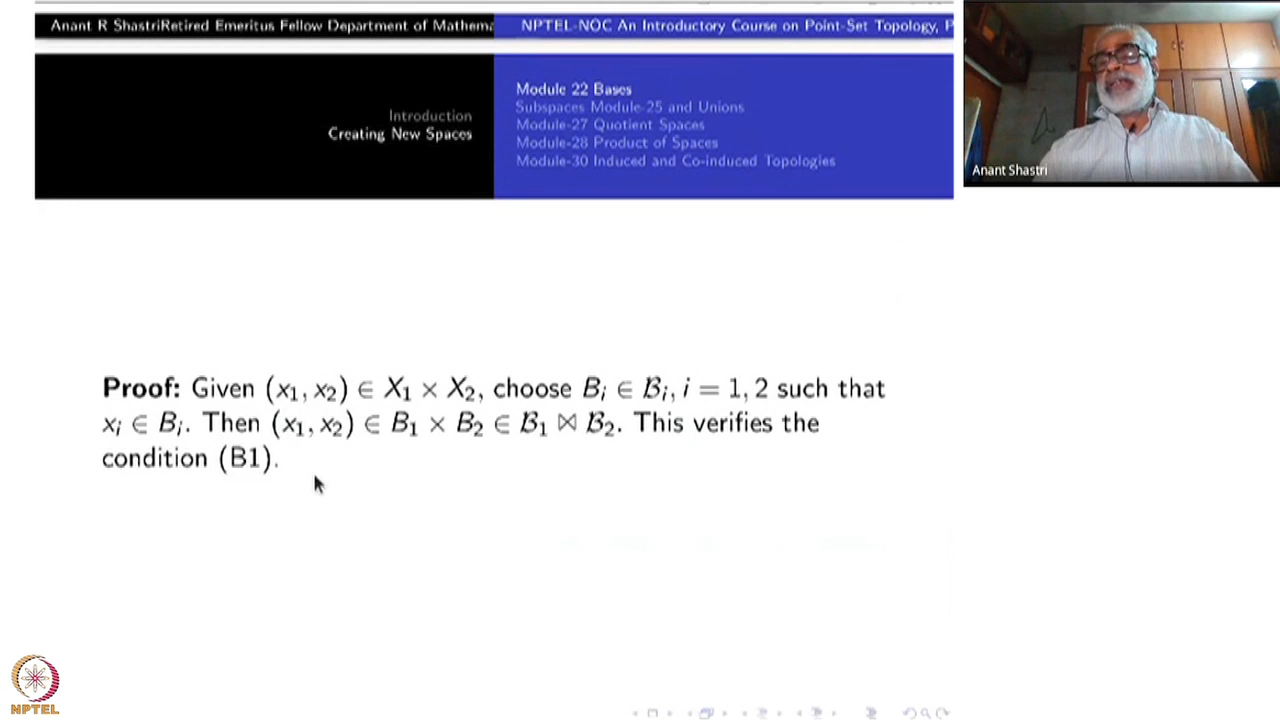 Anant R ShastriRetired Emeritus Fellow Department of Mathema
NPTEL-NOC An Introductory Course on Point-Set Topology, P
Introduction
Creating New Spaces
Module 22 Bases
Subspaces Module-25 and Unions
Module-27 Quotient Spaces
Module-28 Product of Spaces
Module-30 Induced and Co-induced Topologies
Anant Shastri
Proof: Given (x₁, x₂) ∈ X₁ × X₂, choose Bᵢ ∈ ℬᵢ, i = 1, 2 such that
xᵢ ∈ Bᵢ. Then (x₁, x₂) ∈ B₁ × B₂ ∈ ℬ₁ ⋈ ℬ₂. This verifies the
condition (B1).
NPTEL